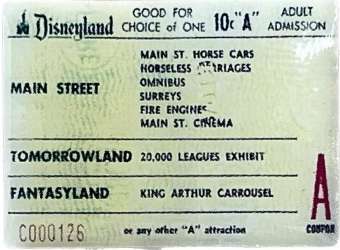 Disneyland GOOD FOR CHOICE of ONE 10c "A" ADULT ADMISSION
MAIN STREET
MAIN ST. HORSE CARS
HORSELESS CARRIAGES
OMNIBUS
SURREYS
FIRE ENGINES
MAIN ST. CINEMA
TOMORROWLAND 20,000 LEAGUES EXHIBIT
FANTASYLAND KING ARTHUR CARROUSEL
A
COUPON
C000126
or any other "A" attraction